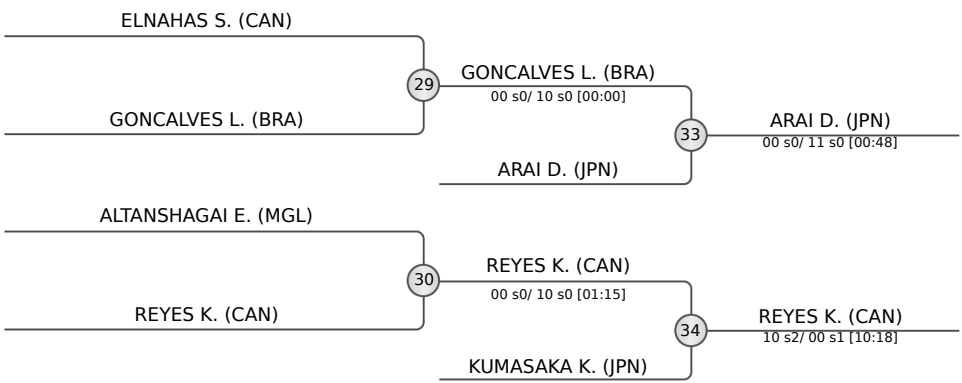 ELNAHAS S. (CAN)
29
GONCALVES L. (BRA)
GONCALVES L. (BRA)
00 s0/ 10 s0 [00:00]
33
ARAI D. (JPN)
ARAI D. (JPN)
00 s0/ 11 s0 [00:48]
ALTANSHAGAI E. (MGL)
30
REYES K. (CAN)
REYES K. (CAN)
00 s0/ 10 s0 [01:15]
34
KUMASAKA K. (JPN)
REYES K. (CAN)
10 s2/ 00 s1 [10:18]